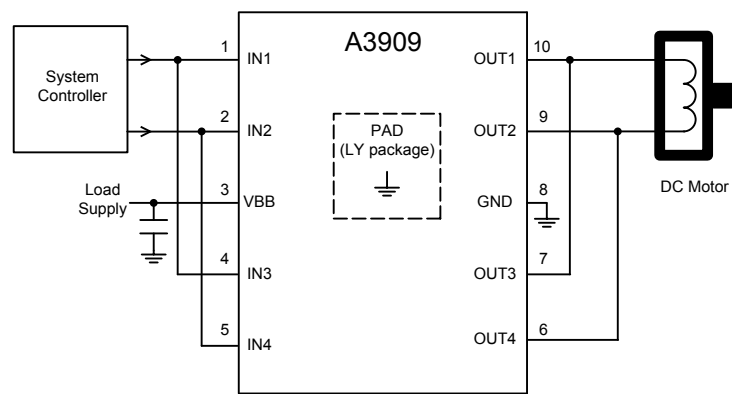 A3909
System
Controller
1
IN1
OUT1
10
2
IN2
OUT2
9
PAD
(LY package)
Load
Supply
3
VBB
GND
8
DC Motor
4
IN3
OUT3
7
5
IN4
OUT4
6